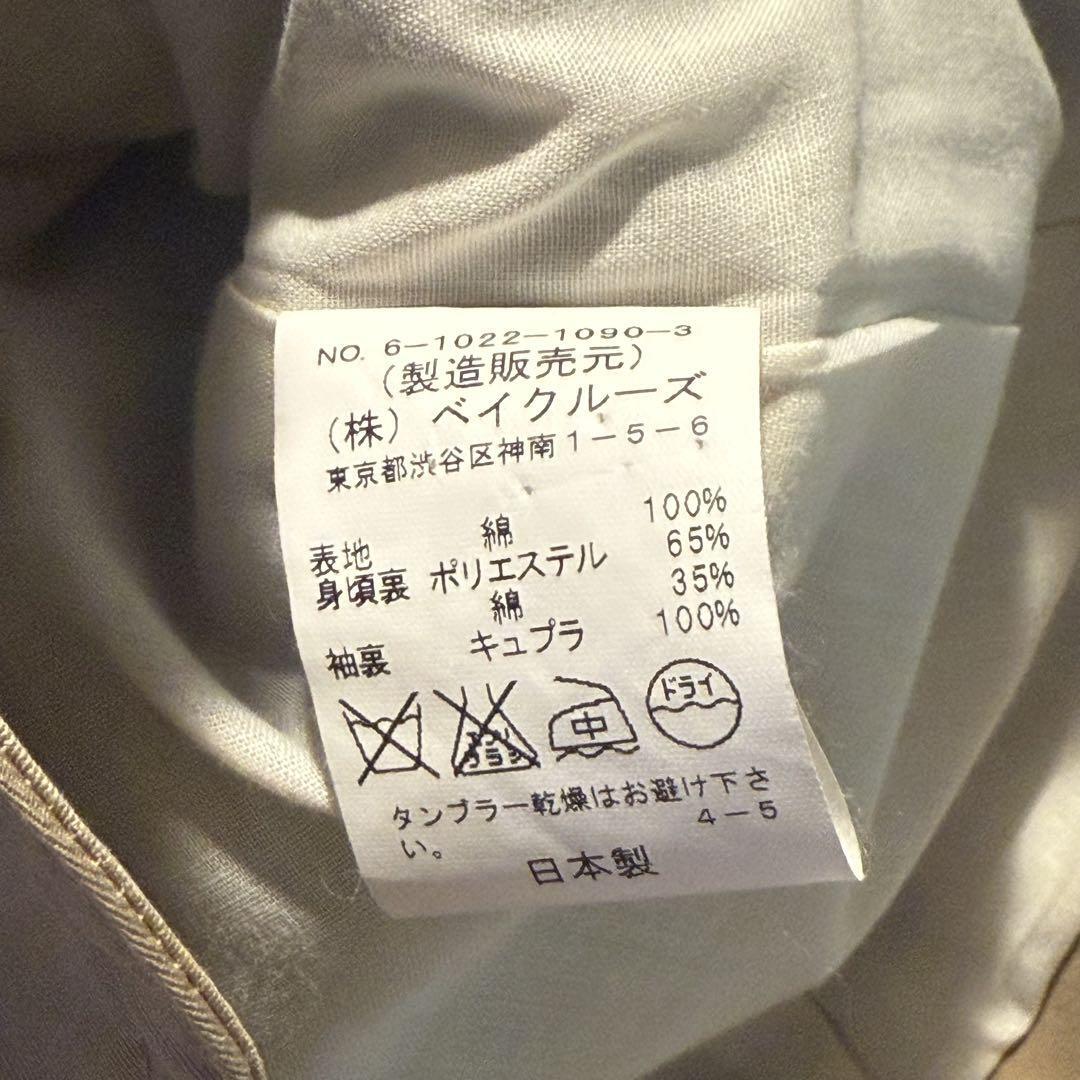 NO. 6-1022-1090-3
(製造販売元)
(株) ベイクルーズ
東京都渋谷区神南1-5-6
綿 100%
表地 ポリエステル 65%
身頃裏 綿 35%
袖裏 キュプラ 100%
中 ドライ
タンブラー乾燥はお避け下さ
い。 4-5
日本製